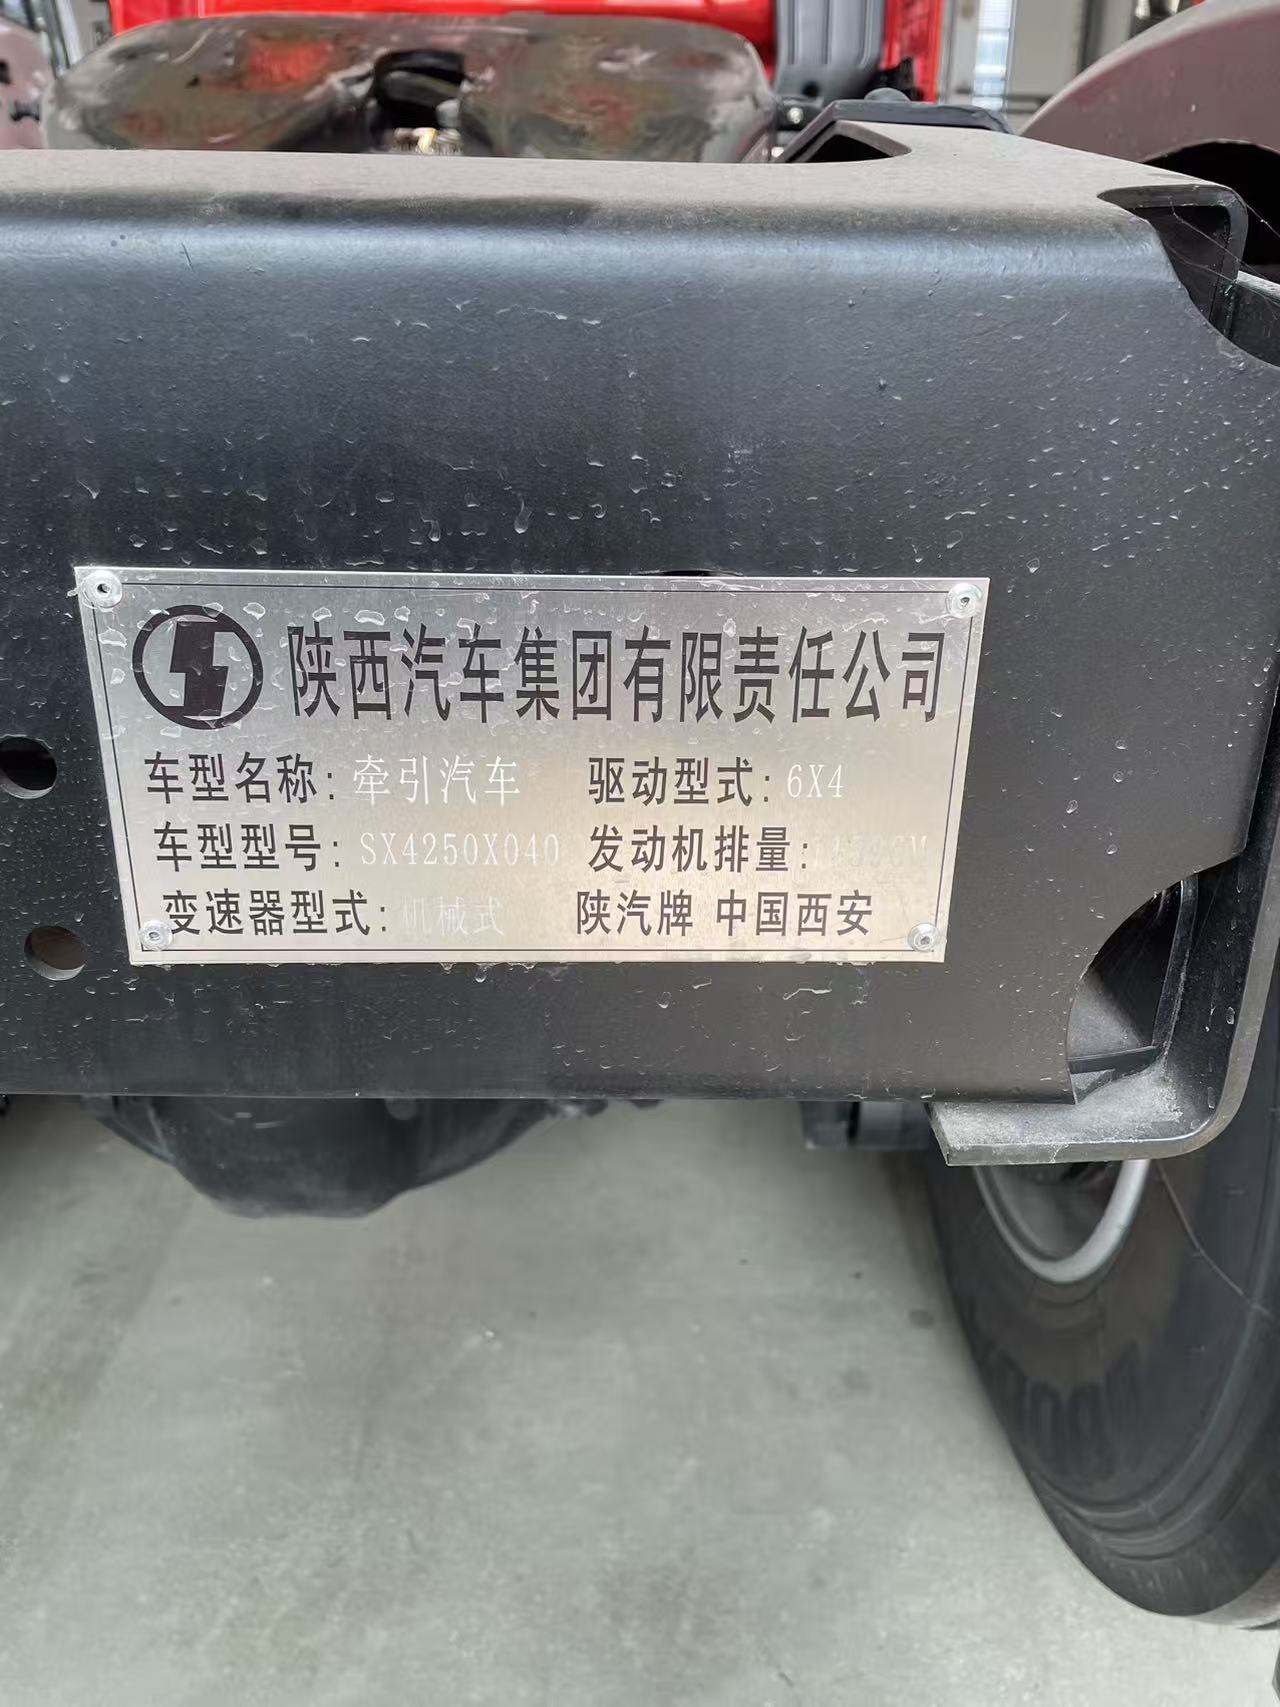 陕西汽车集团有限责任公司
车型名称: 牵引汽车 驱动型式: 6X4
车型型号: SX4250X040 发动机排量:
变速器型式: 机械式 陕汽牌 中国西安